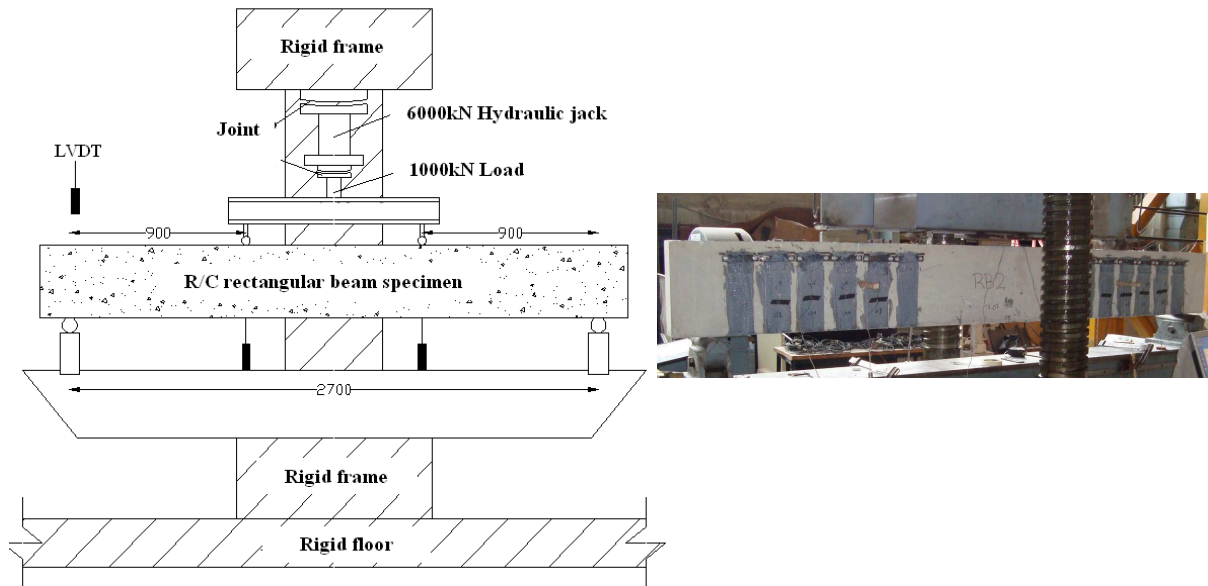 Rigid frame
6000kN Hydraulic jack
Joint
LVDT
1000kN Load
900
900
R/C rectangular beam specimen
RB2
2700
Rigid frame
Rigid floor